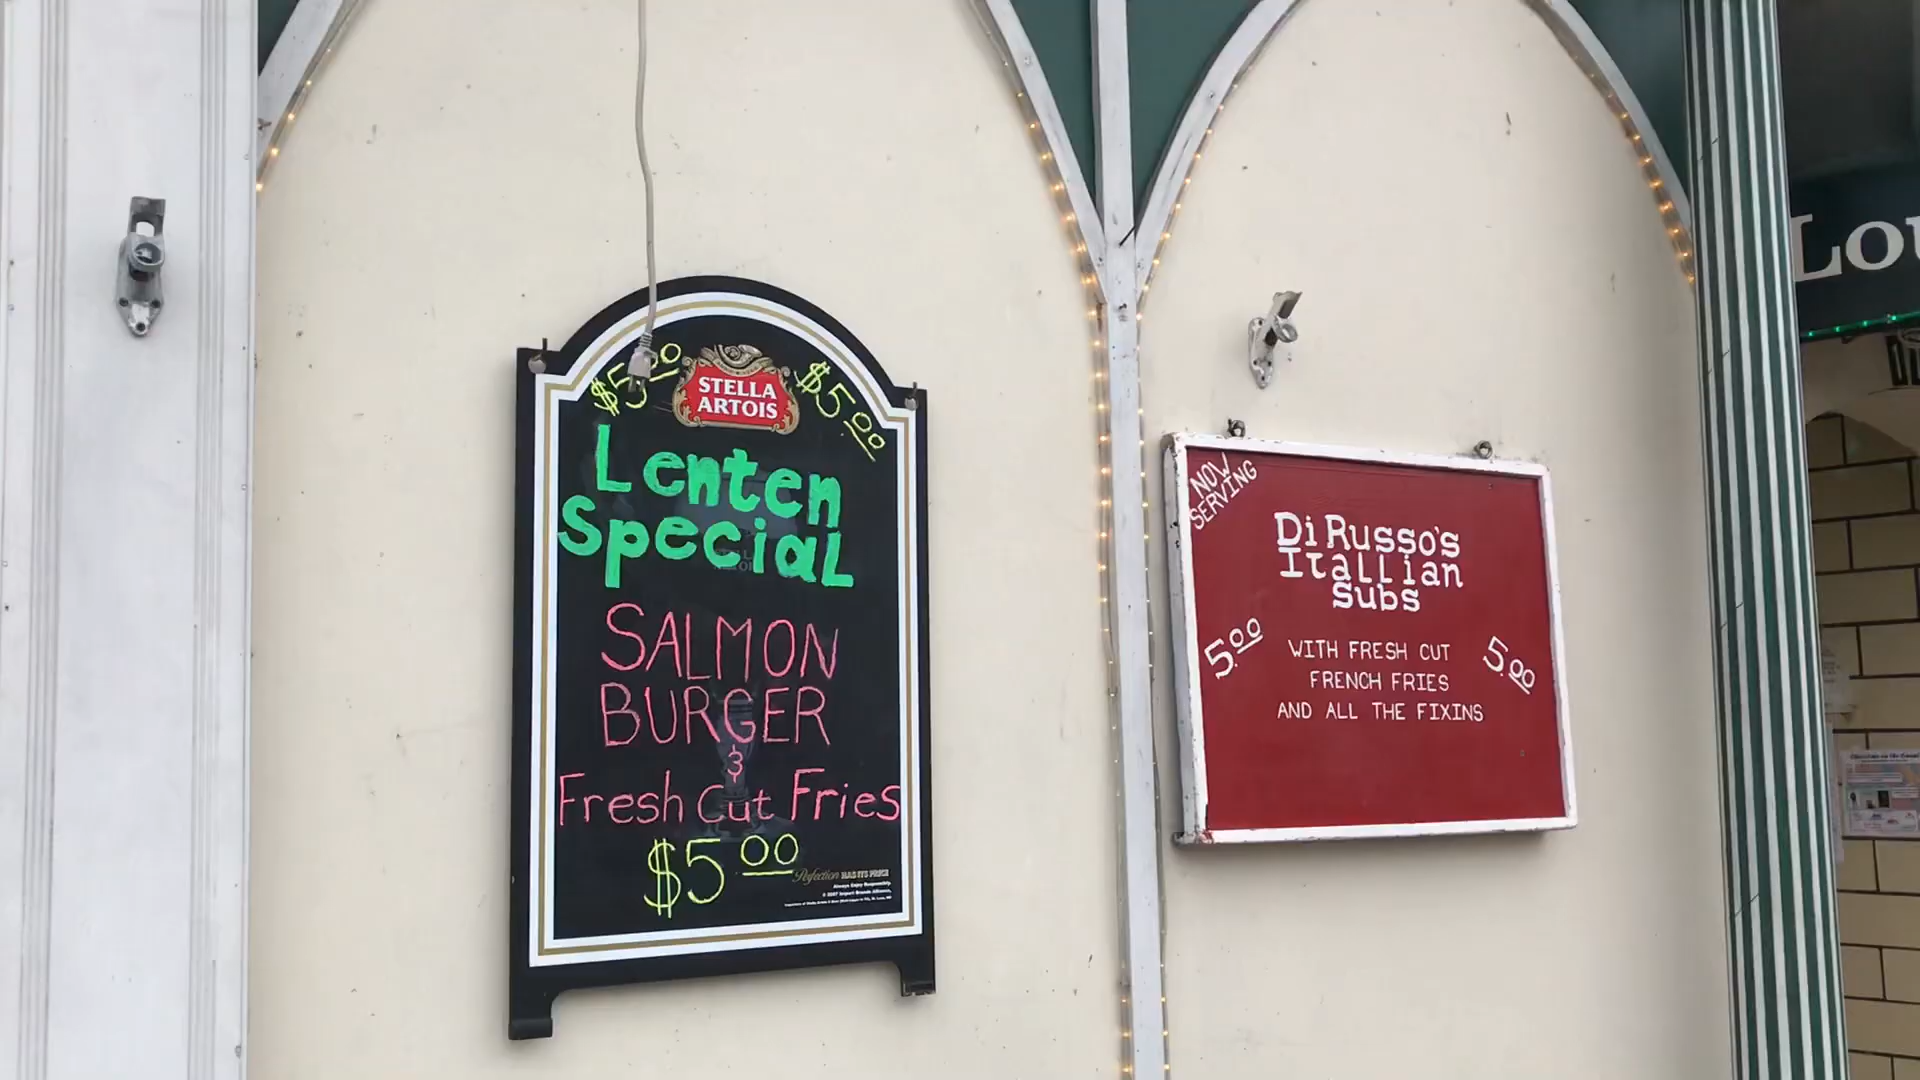 $5.00
STELLA
ARTOIS
$5.00
Lenten
Special
SALMON
BURGER
&
Fresh Cut Fries
$5.00
Perfection HAS ITS PRICE
Always Enjoy Responsibly.
NOW
SERVING
DiRusso's
Itallian
Subs
5.00
WITH FRESH CUT
FRENCH FRIES
AND ALL THE FIXINS
5.00
Lou